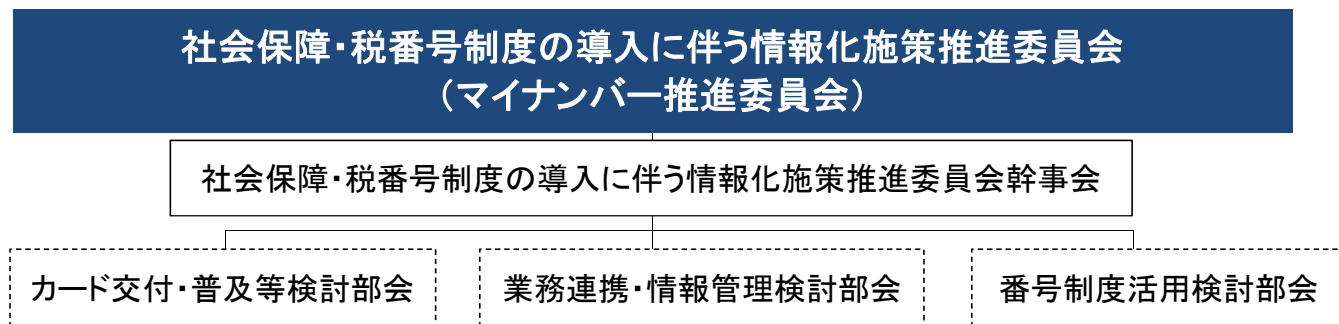 社会保障・税番号制度の導入に伴う情報化施策推進委員会
(マイナンバー推進委員会)
社会保障・税番号制度の導入に伴う情報化施策推進委員会幹事会
カード交付・普及等検討部会
業務連携・情報管理検討部会
番号制度活用検討部会